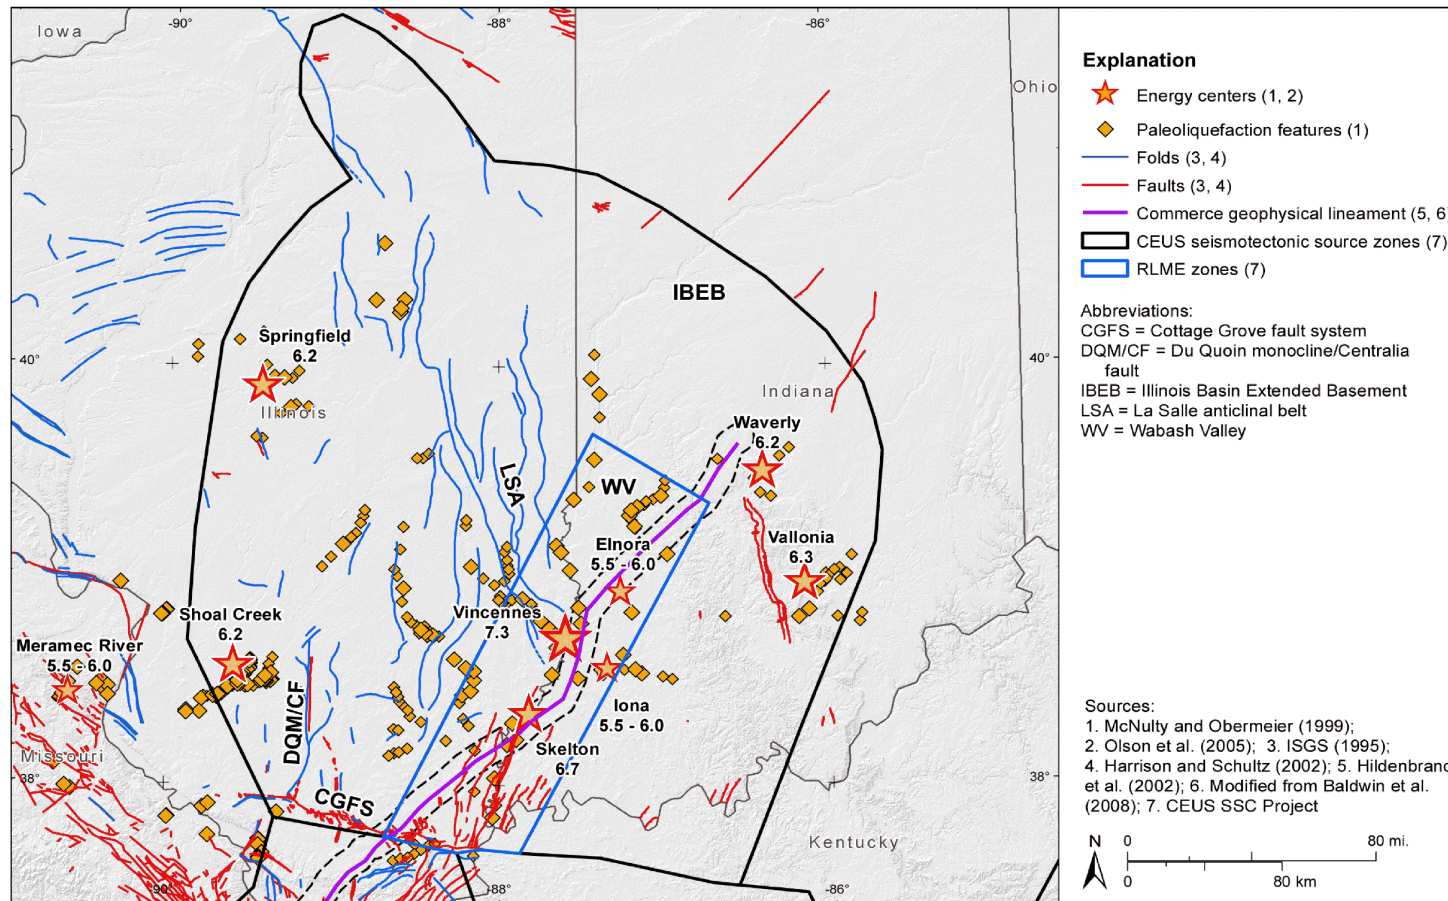 -90°
-88°
-86°
Iowa
Ohio
IBEB
Springfield
6.2
40°
40°
Illinois
Indiana
Waverly
6.2
LSA
WV
Elnora
5.5 - 6.0
Vallonia
6.3
Vincennes
7.3
Shoal Creek
6.2
Meramec River
5.5 - 6.0
DQM/CF
Iona
5.5 - 6.0
Skelton
6.7
Missouri
38°
38°
CGFS
Kentucky
-90°
-88°
-86°
Explanation
Energy centers (1, 2)
Paleoliquefaction features (1)
Folds (3, 4)
Faults (3, 4)
Commerce geophysical lineament (5, 6)
CEUS seismotectonic source zones (7)
RLME zones (7)
Abbreviations:
CGFS = Cottage Grove fault system
DQM/CF = Du Quoin monocline/Centralia
fault
IBEB = Illinois Basin Extended Basement
LSA = La Salle anticlinal belt
WV = Wabash Valley
Sources:
1. McNulty and Obermeier (1999);
2. Olson et al. (2005); 3. ISGS (1995);
4. Harrison and Schultz (2002); 5. Hildenbrand
et al. (2002); 6. Modified from Baldwin et al.
(2008); 7. CEUS SSC Project
N
0 80 mi.
0 80 km